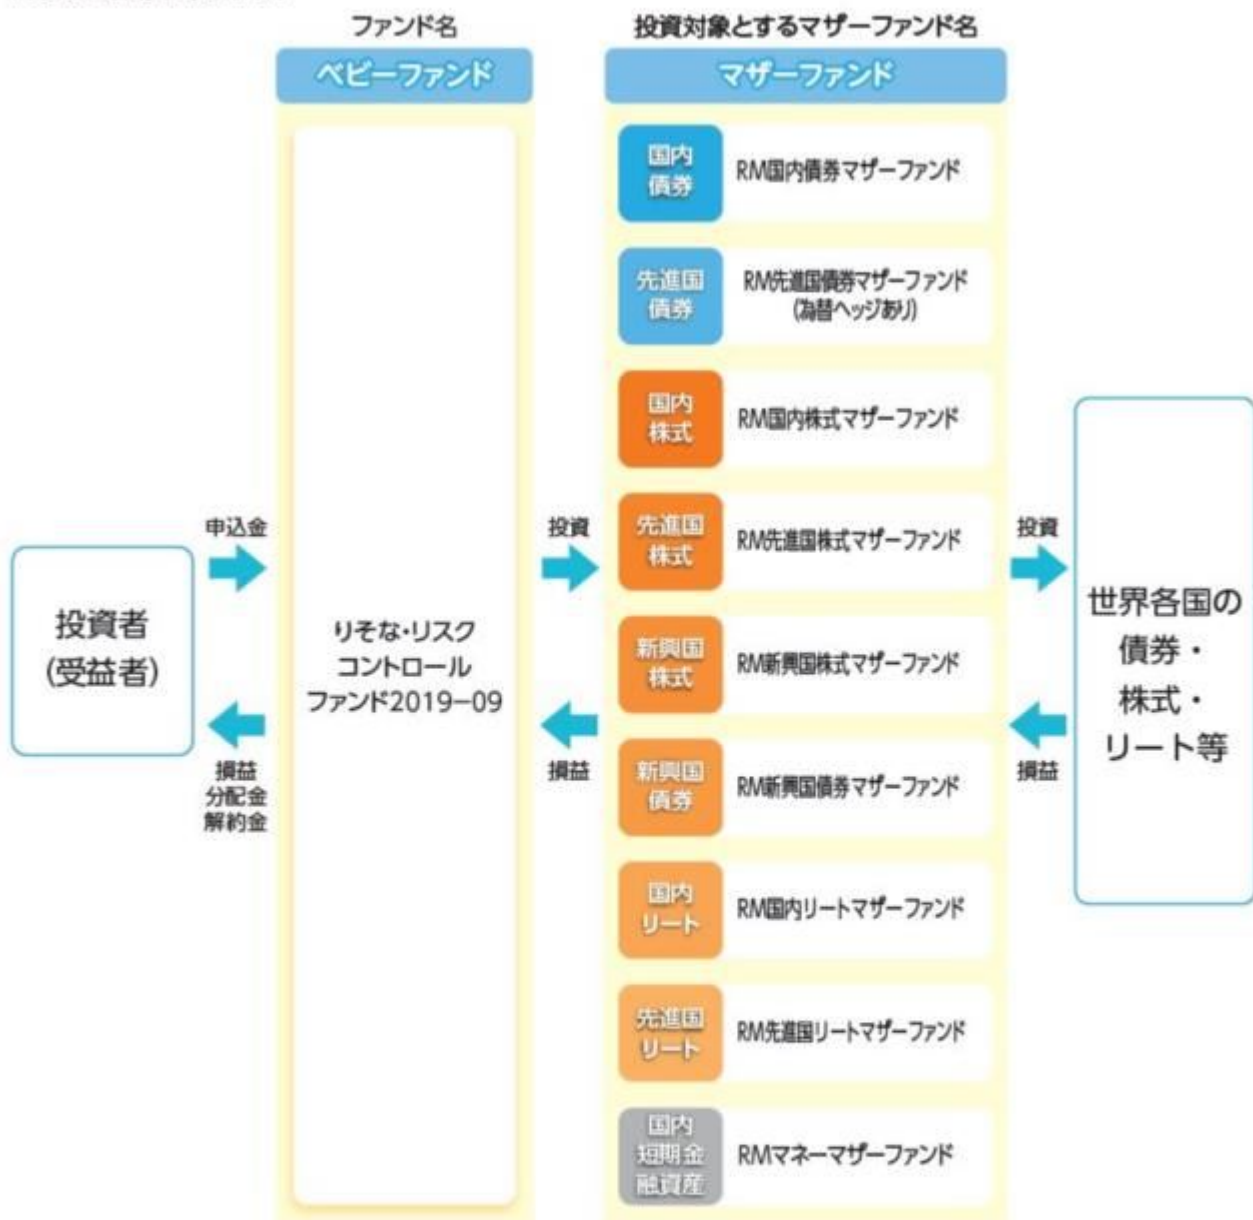 ファンド名
ベビーファンド
投資対象とするマザーファンド名
マザーファンド
投資者
(受益者)
申込金
損益
分配金
解約金
りそな・リスク
コントロール
ファンド2019−09
投資
損益
国内
債券
RM国内債券マザーファンド
先進国
債券
RM先進国債券マザーファンド
(為替ヘッジあり)
国内
株式
RM国内株式マザーファンド
先進国
株式
RM先進国株式マザーファンド
新興国
株式
RM新興国株式マザーファンド
新興国
債券
RM新興国債券マザーファンド
国内
リート
RM国内リートマザーファンド
先進国
リート
RM先進国リートマザーファンド
国内
短期金
融資産
RMマネーマザーファンド
投資
損益
世界各国の
債券・
株式・
リート等